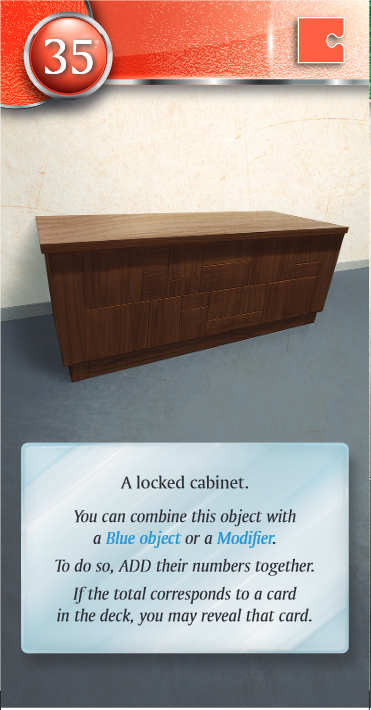 35
A locked cabinet.
You can combine this object with
a Blue object or a Modifier.
To do so, ADD their numbers together.
If the total corresponds to a card
in the deck, you may reveal that card.